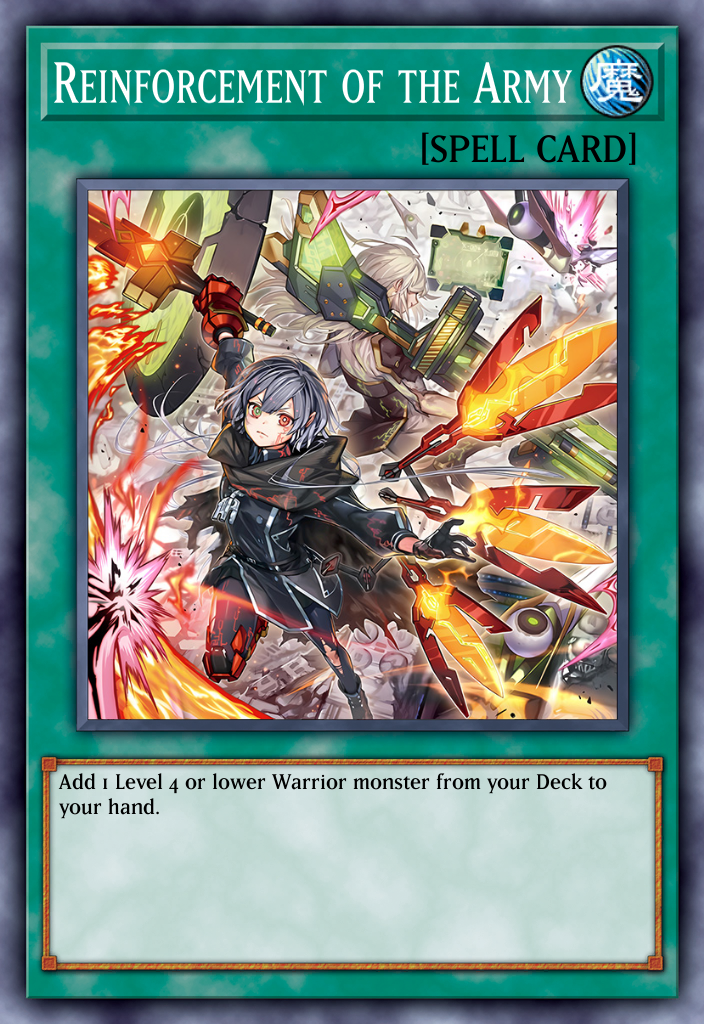 Reinforcement of the Army
魔
[SPELL CARD]
Add 1 Level 4 or lower Warrior monster from your Deck to
your hand.